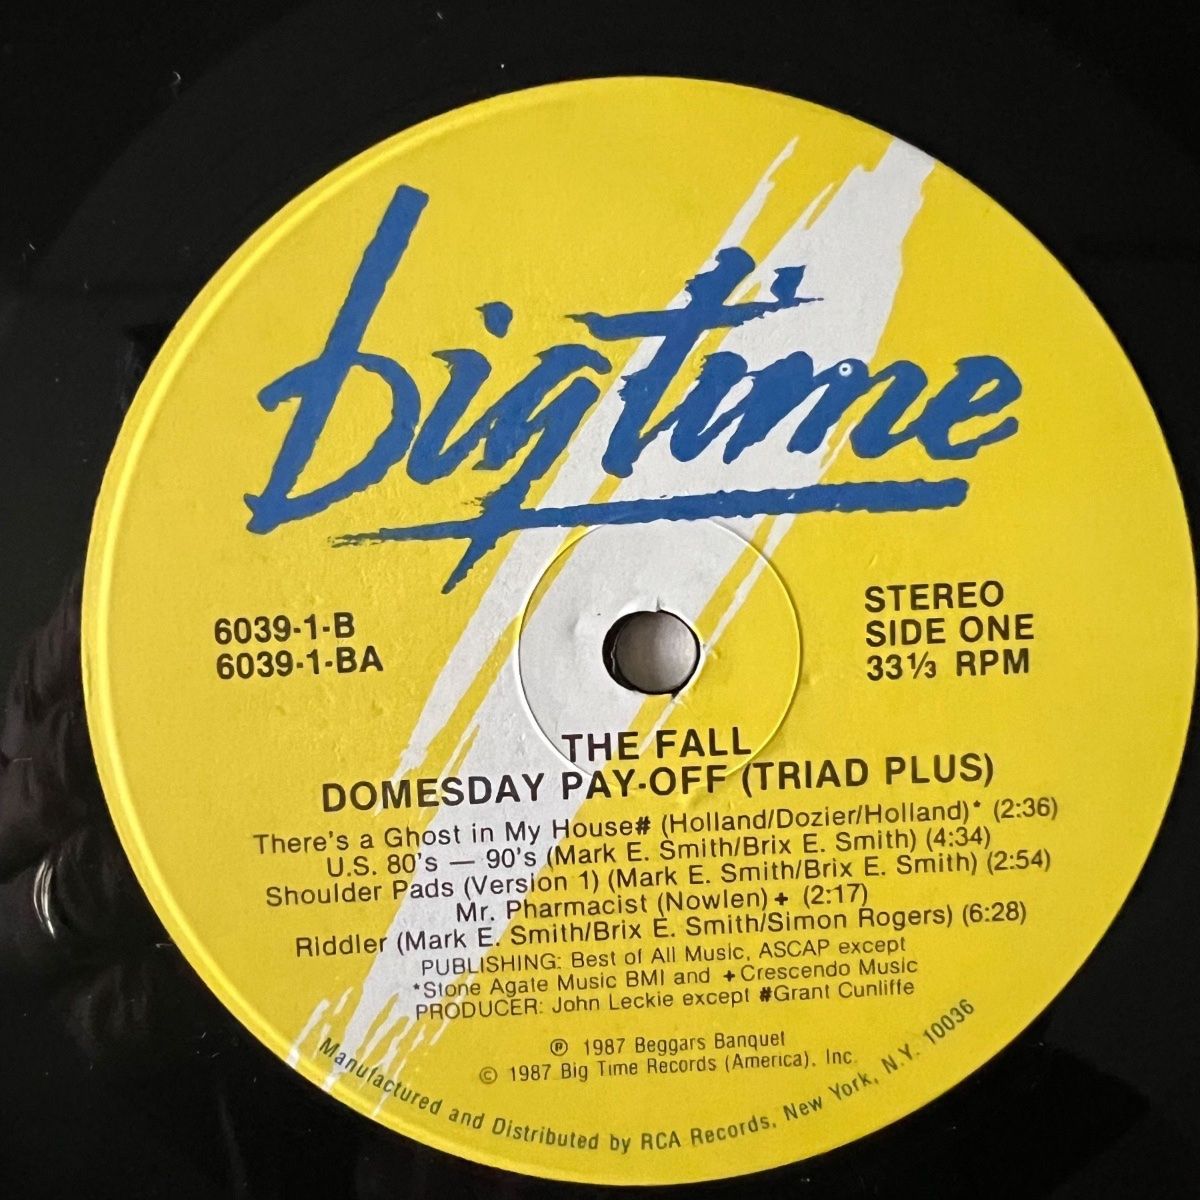 bigtime
6039-1-B
6039-1-BA
STEREO
SIDE ONE
33 1/3 RPM
THE FALL
DOMESDAY PAY-OFF (TRIAD PLUS)
There's a Ghost in My House# (Holland/Dozier/Holland)* (2:36)
U.S. 80's — 90's (Mark E. Smith/Brix E. Smith) (4:34)
Shoulder Pads (Version 1) (Mark E. Smith/Brix E. Smith) (2:54)
Mr. Pharmacist (Nowlen) + (2:17)
Riddler (Mark E. Smith/Brix E. Smith/Simon Rogers) (6:28)
PUBLISHING: Best of All Music, ASCAP except
*Stone Agate Music BMI and +Crescendo Music
PRODUCER: John Leckie except #Grant Cunliffe
℗ 1987 Beggars Banquet
© 1987 Big Time Records (America), Inc.
Manufactured and Distributed by RCA Records, New York, N.Y. 10036